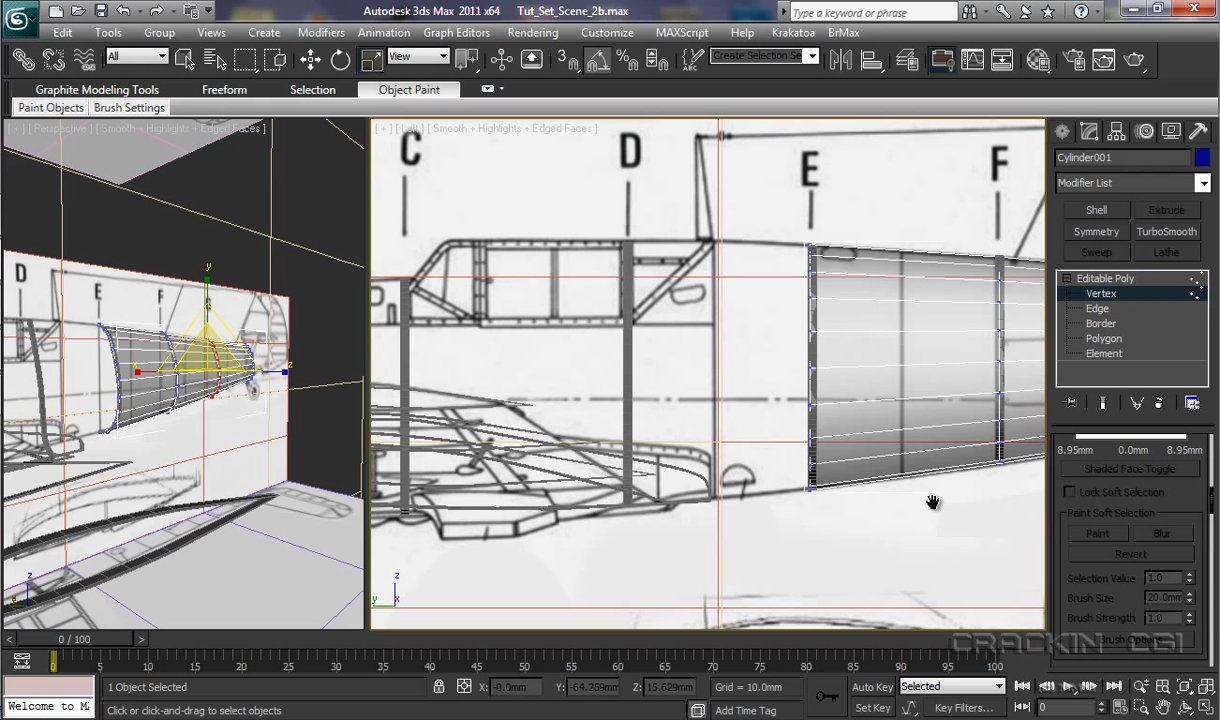 Autodesk 3ds Max 2011 x64 Tut_Set_Scene_2b.max
Type a keyword or phrase
Edit Tools Group Views Create Modifiers Animation Graph Editors Rendering Customize MAXScript Help Krakatoa BrMax
All View Create Selection Se
Graphite Modeling Tools Freeform Selection Object Paint
Paint Objects Brush Settings
[ + ] [ Perspective ] [ Smooth + Highlights + Edged Faces ]
[ + ] [ Left ] [ Smooth + Highlights + Edged Faces ]
C D E F
D E F
y
x
z
z
z
y x
Cylinder001
Modifier List
Shell Extrude
Symmetry TurboSmooth
Sweep Lathe
Editable Poly
Vertex
Edge
Border
Polygon
Element
8.95mm 0.0mm 8.95mm
Shaded Face Toggle
Lock Soft Selection
Paint Soft Selection
Paint Blur
Revert
Selection Value 1.0
Brush Size 20.0mm
Brush Strength 1.0
Brush Options
CRACKIN CGI
< 0 / 100 >
0 5 10 15 20 25 30 35 40 45 50 55 60 65 70 75 80 85 90 95 100
1 Object Selected X: -0.0mm Y: -64.259mm Z: 15.629mm Grid = 10.0mm Auto Key Selected
Welcome to MA Click or click-and-drag to select objects Add Time Tag Set Key Key Filters... 0